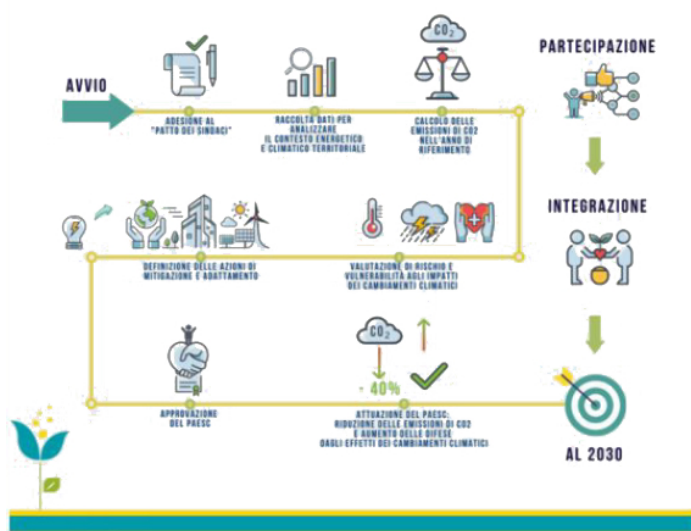 AVVIO
ADESIONE AL
"PATTO DEI SINDACI"
RACCOLTA DATI PER
ANALIZZARE
IL CONTESTO ENERGETICO
E CLIMATICO TERRITORIALE
CO2
CALCOLO DELLE
EMISSIONI DI CO2
NELL'ANNO DI
RIFERIMENTO
PARTECIPAZIONE
INTEGRAZIONE
DEFINIZIONE DELLE AZIONI DI
MITIGAZIONE E ADATTAMENTO
VALUTAZIONE DI RISCHIO E
VULNERABILITÀ AGLI IMPATTI
DEI CAMBIAMENTI CLIMATICI
APPROVAZIONE
DEL PAESC
CO2
- 40%
ATTUAZIONE DEL PAESC:
RIDUZIONE DELLE EMISSIONI DI CO2
E AUMENTO DELLE DIFESE
DAGLI EFFETTI DEI CAMBIAMENTI CLIMATICI
AL 2030